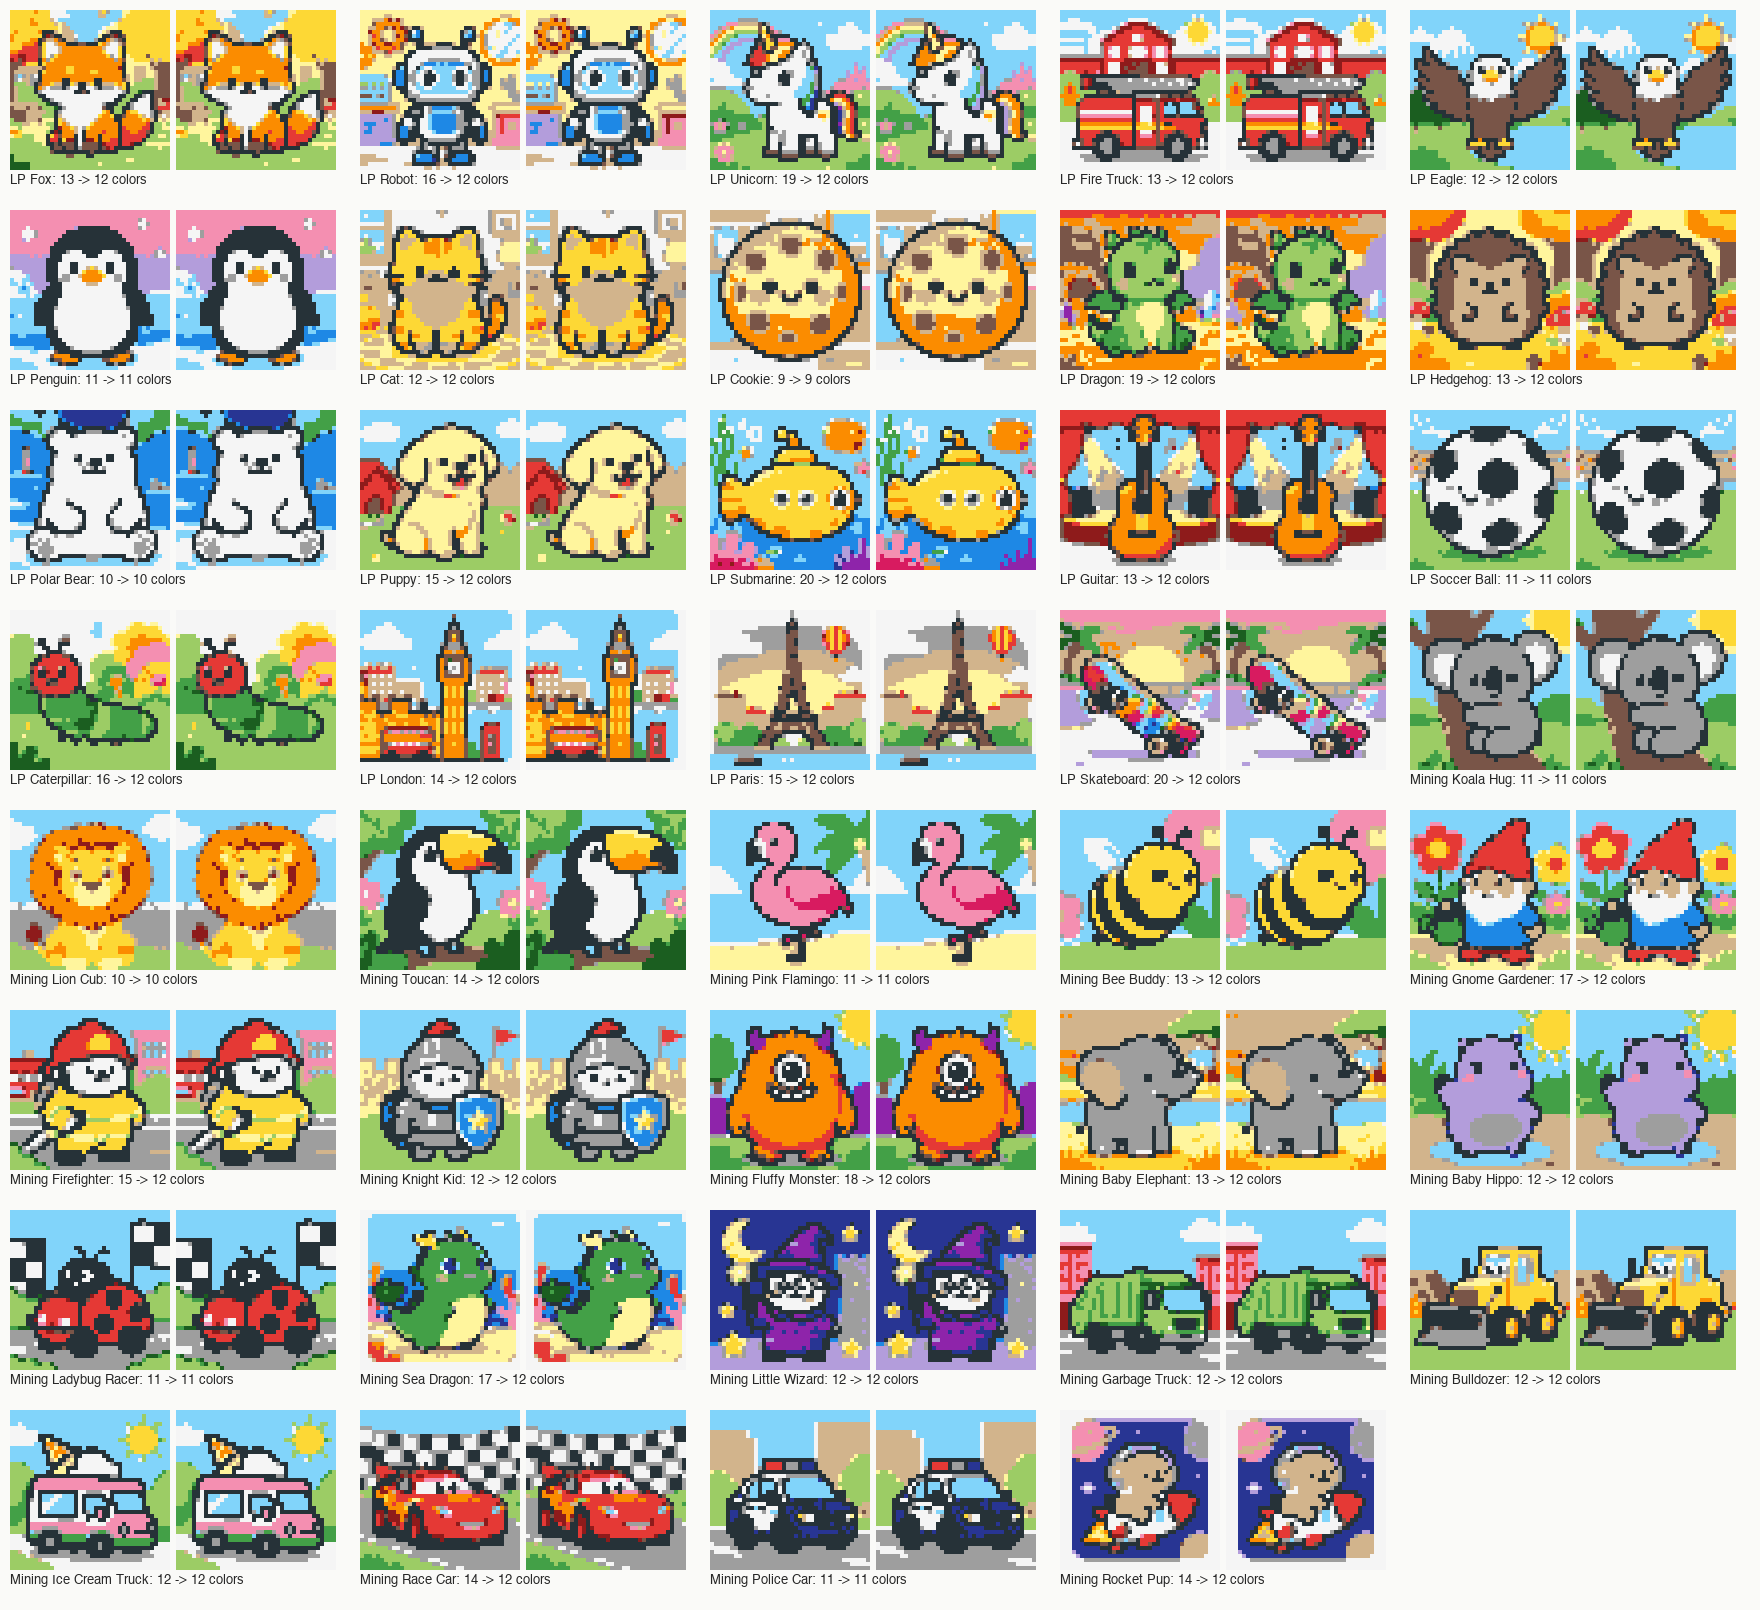 LP Fox: 13 -> 12 colors
LP Robot: 16 -> 12 colors
LP Unicorn: 19 -> 12 colors
LP Fire Truck: 13 -> 12 colors
LP Eagle: 12 -> 12 colors
LP Penguin: 11 -> 11 colors
LP Cat: 12 -> 12 colors
LP Cookie: 9 -> 9 colors
LP Dragon: 19 -> 12 colors
LP Hedgehog: 13 -> 12 colors
LP Polar Bear: 10 -> 10 colors
LP Puppy: 15 -> 12 colors
LP Submarine: 20 -> 12 colors
LP Guitar: 13 -> 12 colors
LP Soccer Ball: 11 -> 11 colors
LP Caterpillar: 16 -> 12 colors
LP London: 14 -> 12 colors
LP Paris: 15 -> 12 colors
LP Skateboard: 20 -> 12 colors
Mining Koala Hug: 11 -> 11 colors
Mining Lion Cub: 10 -> 10 colors
Mining Toucan: 14 -> 12 colors
Mining Pink Flamingo: 11 -> 11 colors
Mining Bee Buddy: 13 -> 12 colors
Mining Gnome Gardener: 17 -> 12 colors
Mining Firefighter: 15 -> 12 colors
Mining Knight Kid: 12 -> 12 colors
Mining Fluffy Monster: 18 -> 12 colors
Mining Baby Elephant: 13 -> 12 colors
Mining Baby Hippo: 12 -> 12 colors
Mining Ladybug Racer: 11 -> 11 colors
Mining Sea Dragon: 17 -> 12 colors
Mining Little Wizard: 12 -> 12 colors
Mining Garbage Truck: 12 -> 12 colors
Mining Bulldozer: 12 -> 12 colors
Mining Ice Cream Truck: 12 -> 12 colors
Mining Race Car: 14 -> 12 colors
Mining Police Car: 11 -> 11 colors
Mining Rocket Pup: 14 -> 12 colors